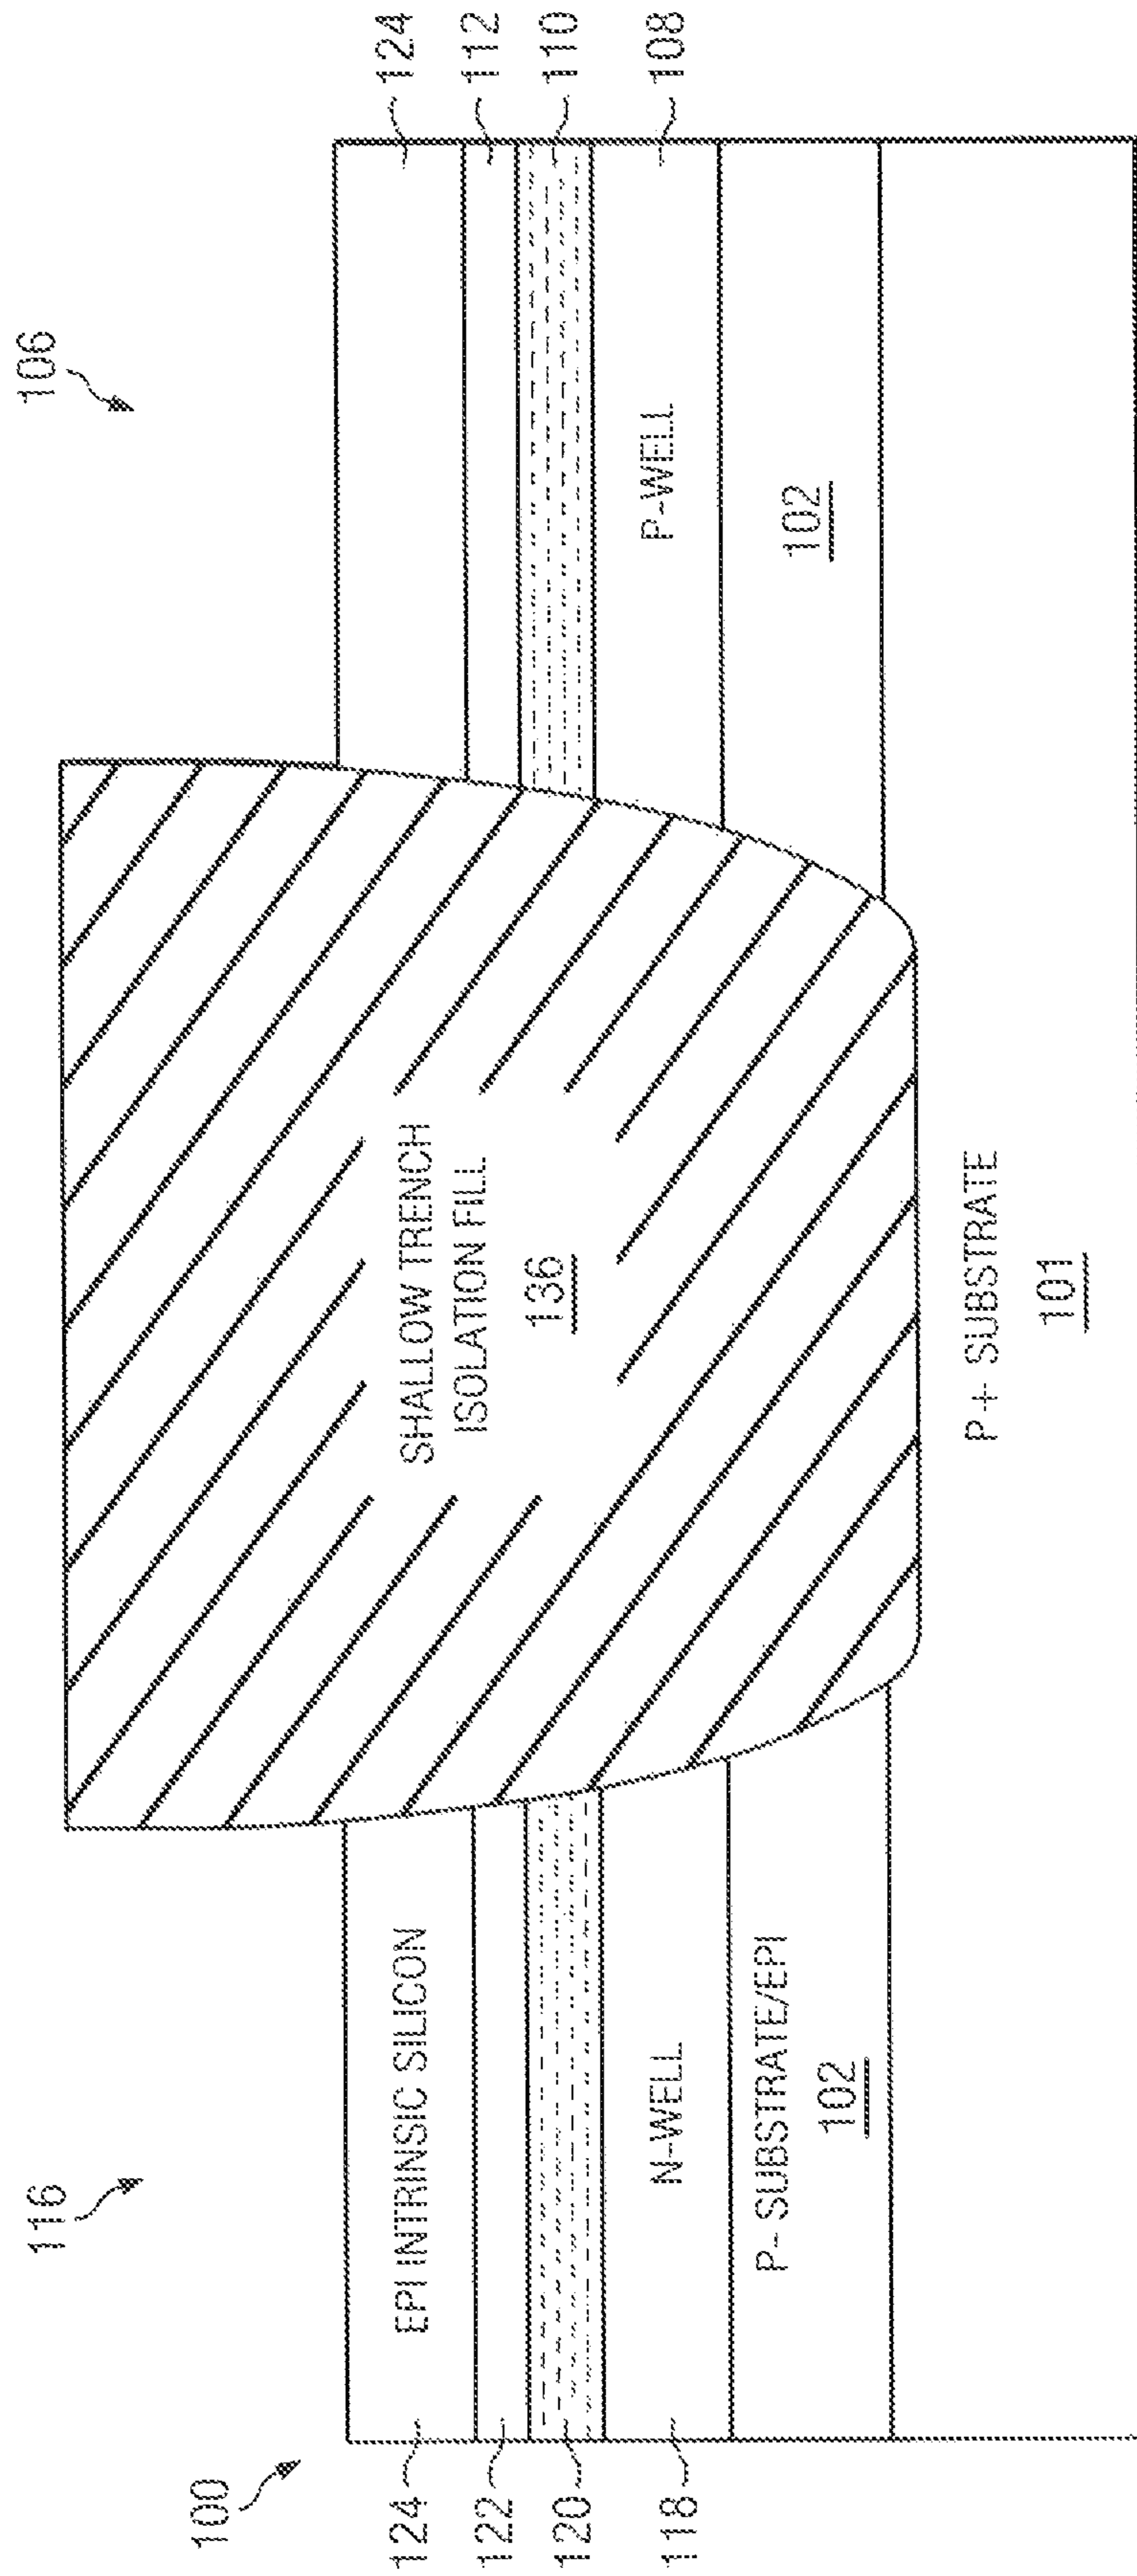 100
116
106
124
122
120
118
EPI INTRINSIC SILICON
N-WELL
P- SUBSTRATE/EPI
102
SHALLOW TRENCH
ISOLATION FILL
136
P + SUBSTRATE
101
P-WELL
102
124
112
110
108